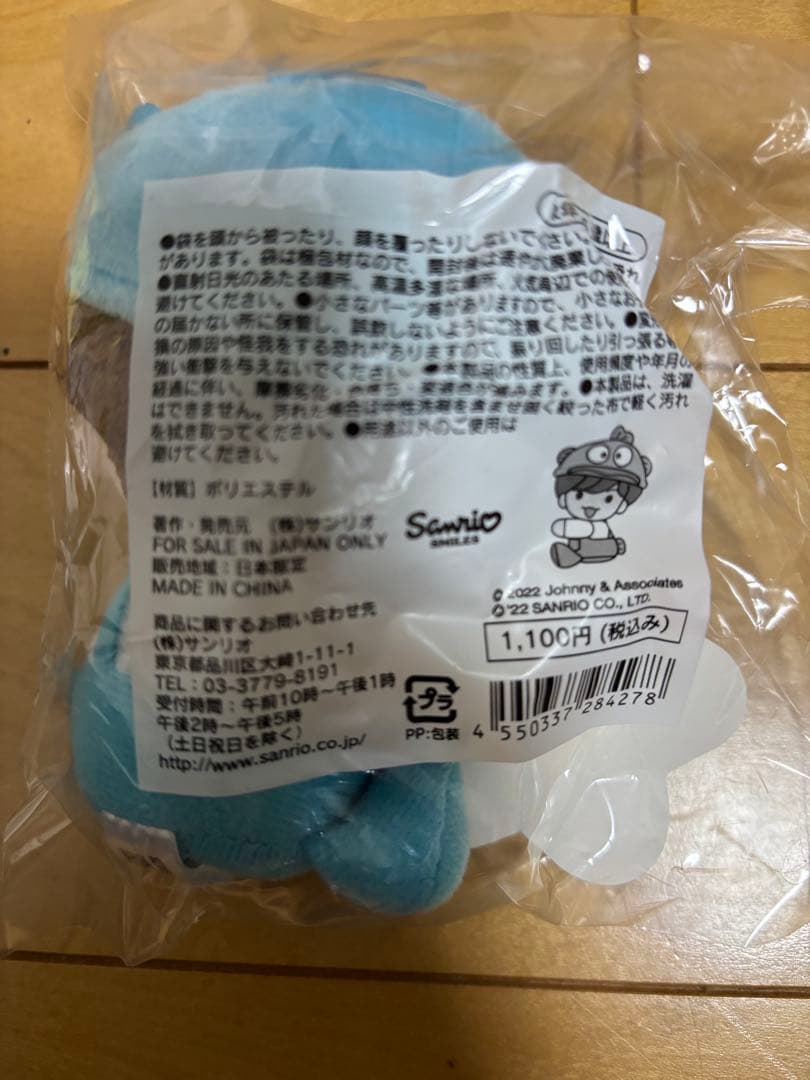 ●袋を頭から被ったり、顔を覆ったりしないでください。
があります。袋は梱包材なので、開封後は速やかに廃棄し
●直射日光のあたる場所、高温多湿な場所、火気周辺での使用
避けてください。●小さなパーツ等がありますので、小さなお
の届かない所に保管し、誤飲しないようにご注意ください。●
損の原因や怪我をする恐れがありますので、振り回したり引っ張る
強い衝撃を与えないでください。●本製品の性質上、使用頻度や年月の
経過に伴い、摩擦劣化・ 変褪色が進みます。●本製品は、洗濯
はできません。汚れた場合は中性洗剤を含ませ固く絞った布で軽く汚れ
を拭き取ってください。●用途以外のご使用は
避けてください。
【材質】ポリエステル
著作・発売元 (株)サンリオ
FOR SALE IN JAPAN ONLY
販売地域：日本限定
MADE IN CHINA
Sanrio
SMILES
© 2022 Johnny & Associates
© '22 SANRIO CO., LTD.
1,100円(税込み)
商品に関するお問い合わせ先
(株)サンリオ
東京都品川区大崎1-11-1
TEL：03-3779-8191
受付時間：午前10時～午後1時
午後2時～午後5時
(土日祝日を除く)
http://www.sanrio.co.jp/
プラ
PP:包装
4 550337 284278